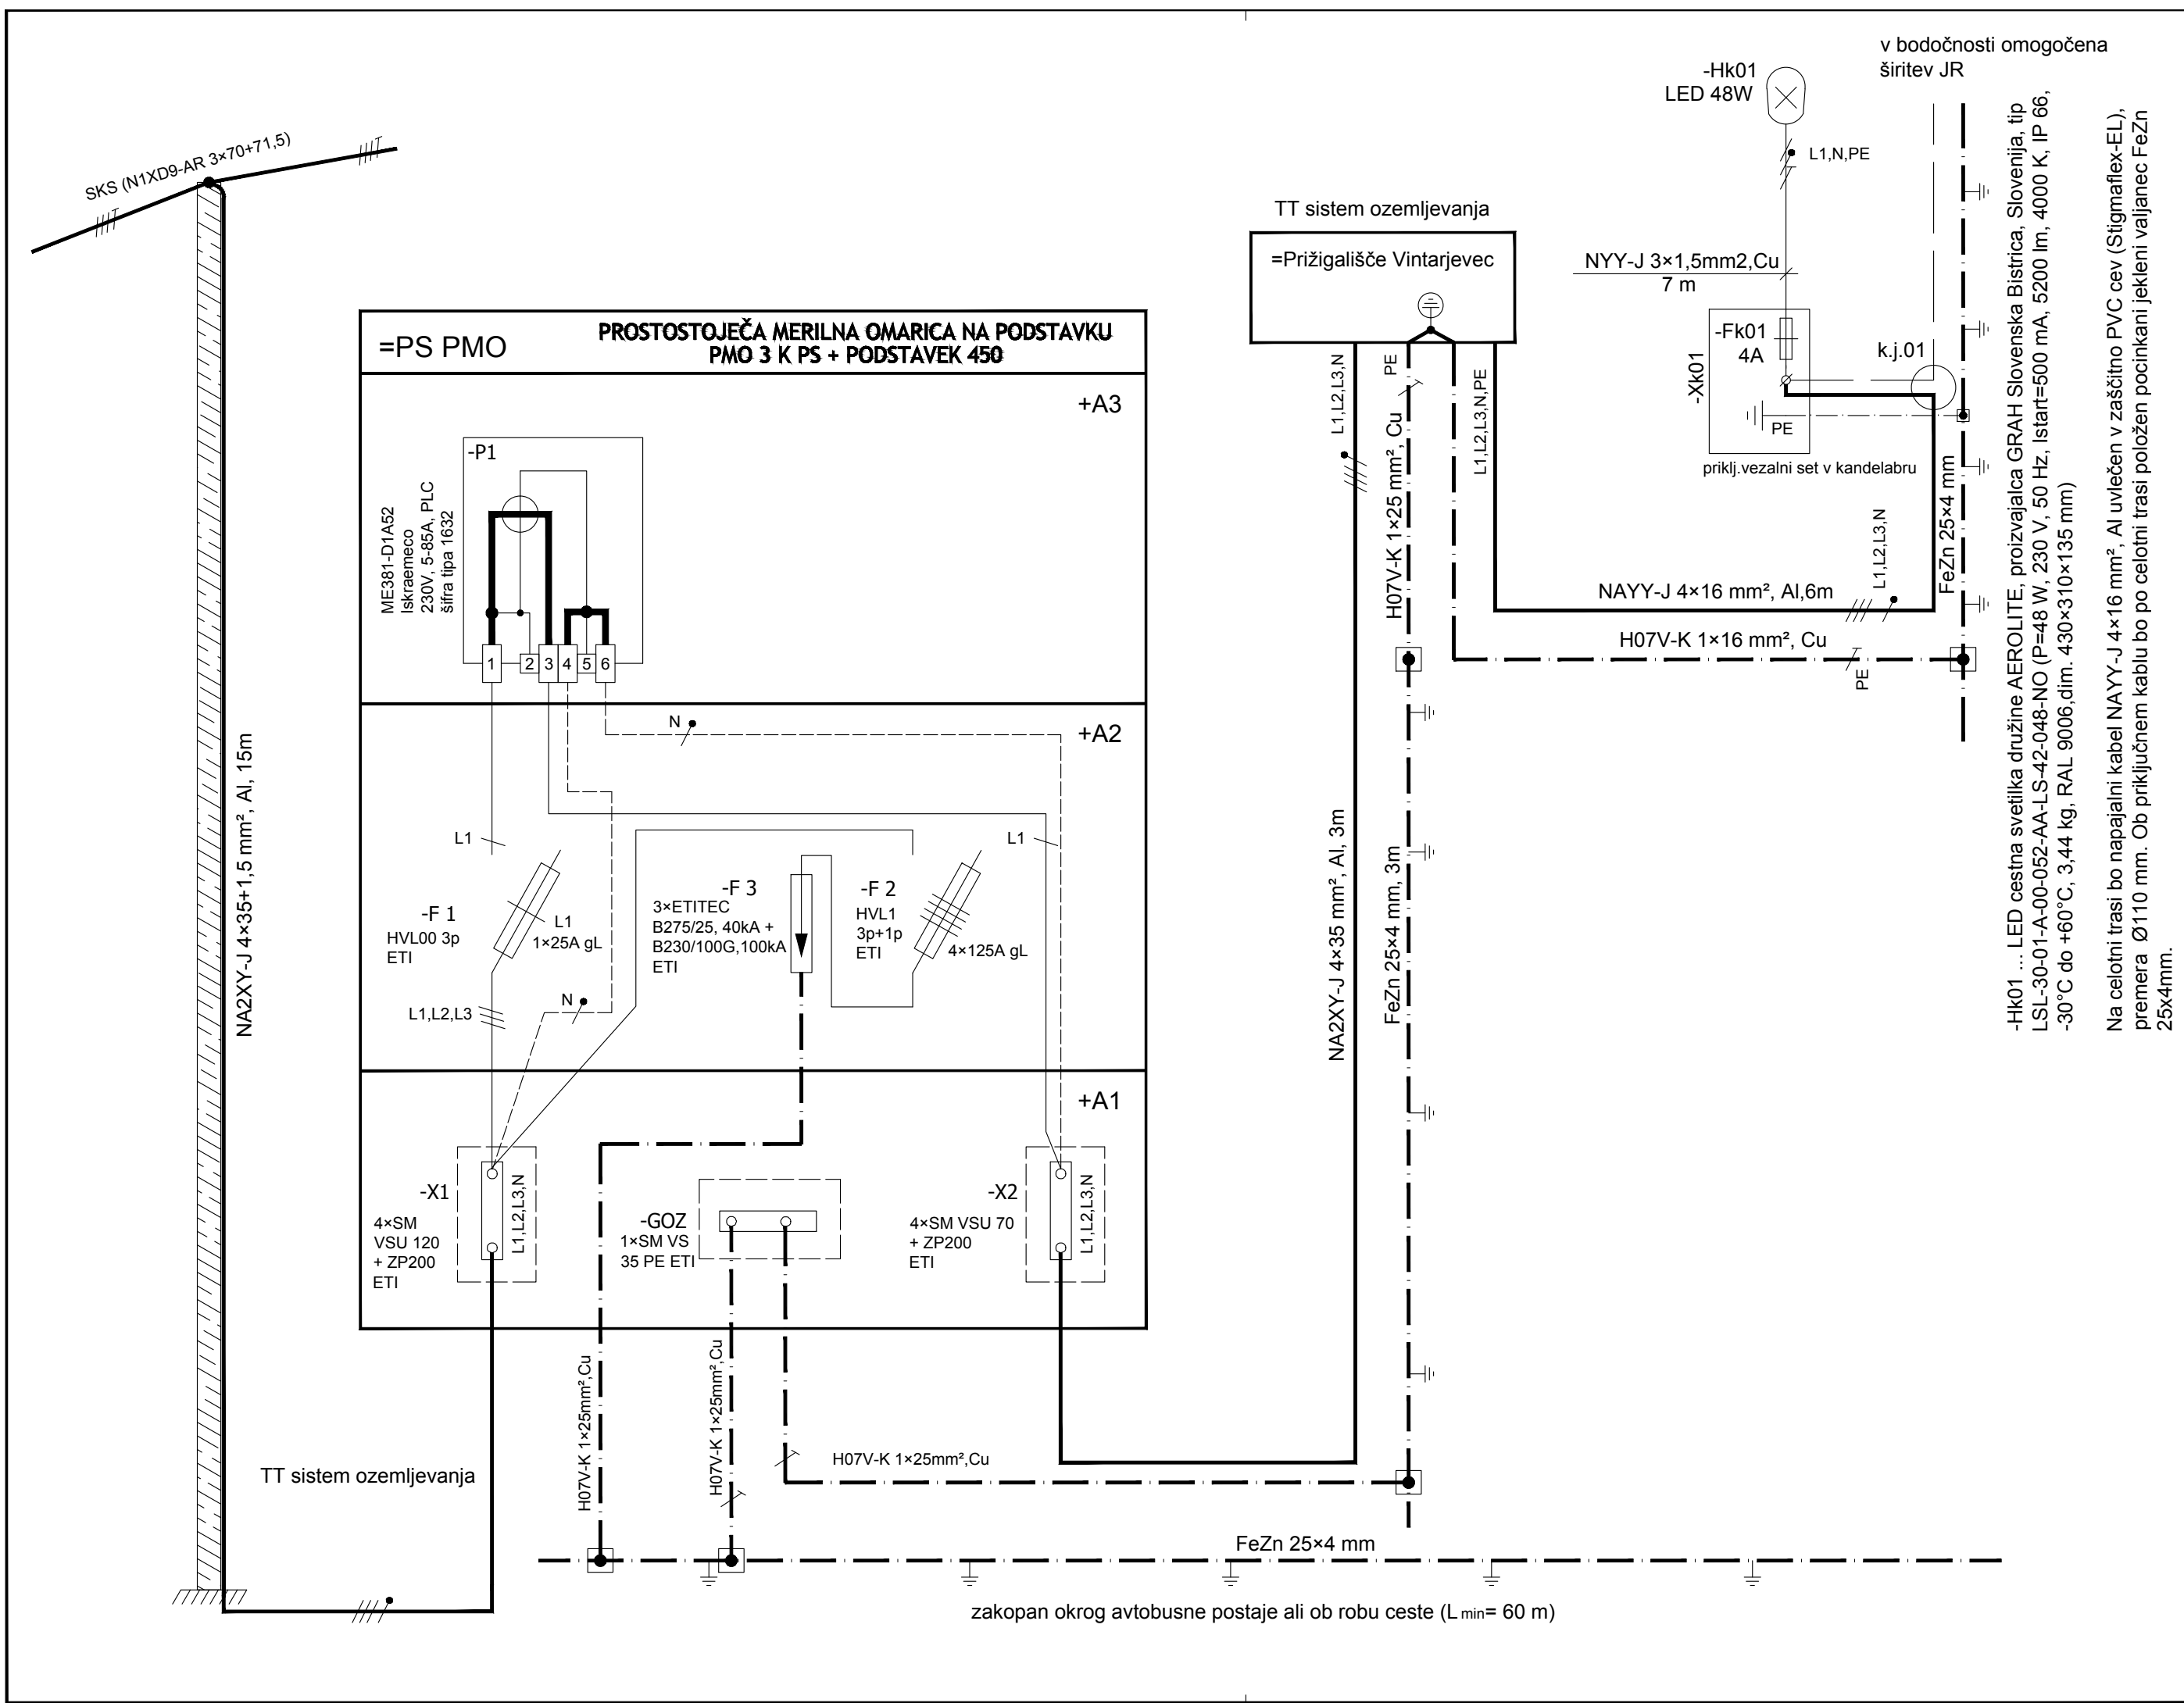 v bodočnosti omogočena
širitev JR
-Hk01
LED 48W
L1,N,PE
SKS (N1XD9-AR 3×70+71,5)
TT sistem ozemljevanja
=Prižigališče Vintarjevec
NYY-J 3×1,5mm2,Cu
7 m
-Fk01
4A
-Xk01
k.j.01
PE
priklj.vezalni set v kandelabru
=PS PMO
PROSTOSTOJEČA MERILNA OMARICA NA PODSTAVKU
PMO 3 K PS + PODSTAVEK 450
+A3
-P1
ME381-D1A52
Iskraemeco
230V, 5-85A, PLC
šifra tipa 1632
1
2
3
4
5
6
L1,L2,L3,N
PE
H07V-K 1×25 mm², Cu
L1,L2,L3,N,PE
L1,L2,L3,N
FeZn 25×4 mm
NAYY-J 4×16 mm², Al,6m
H07V-K 1×16 mm², Cu
PE
+A2
N
L1
L1
-F 1
HVL00 3p
ETI
L1
1×25A gL
-F 3
3×ETITEC
B275/25, 40kA +
B230/100G,100kA
ETI
-F 2
HVL1
3p+1p
ETI
4×125A gL
N
L1,L2,L3
NA2XY-J 4×35+1,5 mm², Al, 15m
NA2XY-J 4×35 mm², Al, 3m
FeZn 25×4 mm, 3m
+A1
-X1
4×SM
VSU 120
+ ZP200
ETI
L1,L2,L3,N
-GOZ
1×SM VS
35 PE ETI
-X2
4×SM VSU 70
+ ZP200
ETI
L1,L2,L3,N
H07V-K 1×25mm²,Cu
H07V-K 1×25mm²,Cu
H07V-K 1×25mm²,Cu
TT sistem ozemljevanja
FeZn 25×4 mm
zakopan okrog avtobusne postaje ali ob robu ceste (L min= 60 m)
-Hk01 ... LED cestna svetilka družine AEROLITE, proizvajalca GRAH Slovenska Bistrica, Slovenija, tip
LSL-30-01-A-00-052-AA-LS-42-048-NO (P=48 W, 230 V, 50 Hz, Istart=500 mA, 5200 lm, 4000 K, IP 66,
-30°C do +60°C, 3,44 kg, RAL 9006,dim. 430×310×135 mm)
Na celotni trasi bo napajalni kabel NAYY-J 4×16 mm², Al uvlečen v zaščitno PVC cev (Stigmaflex-EL),
premera Ø110 mm. Ob priključnem kablu bo po celotni trasi položen pocinkani jekleni valjanec FeZn
25x4mm.